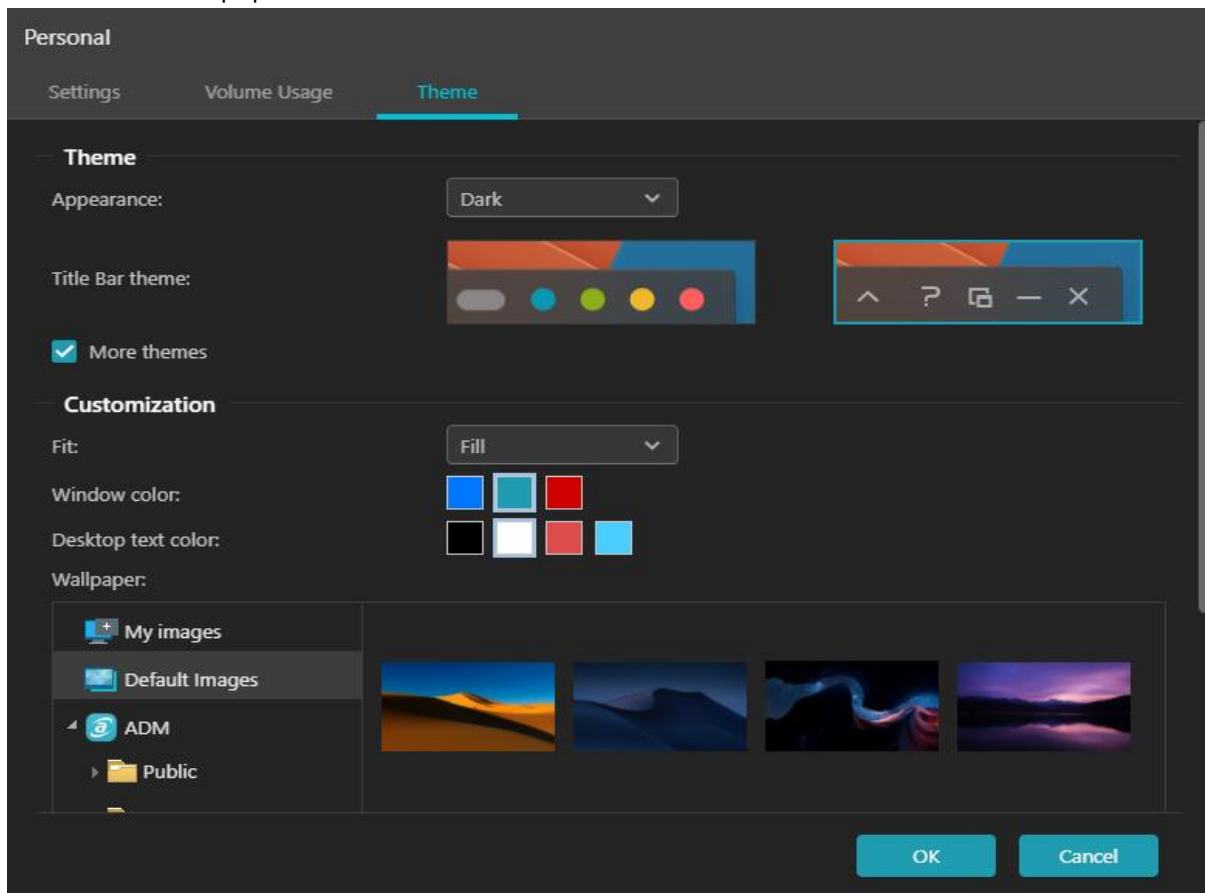 Personal
Settings Volume Usage Theme
Theme
Appearance: Dark
Title Bar theme:
More themes
Customization
Fit: Fill
Window color:
Desktop text color:
Wallpaper:
My images
Default Images
ADM
Public
OK Cancel